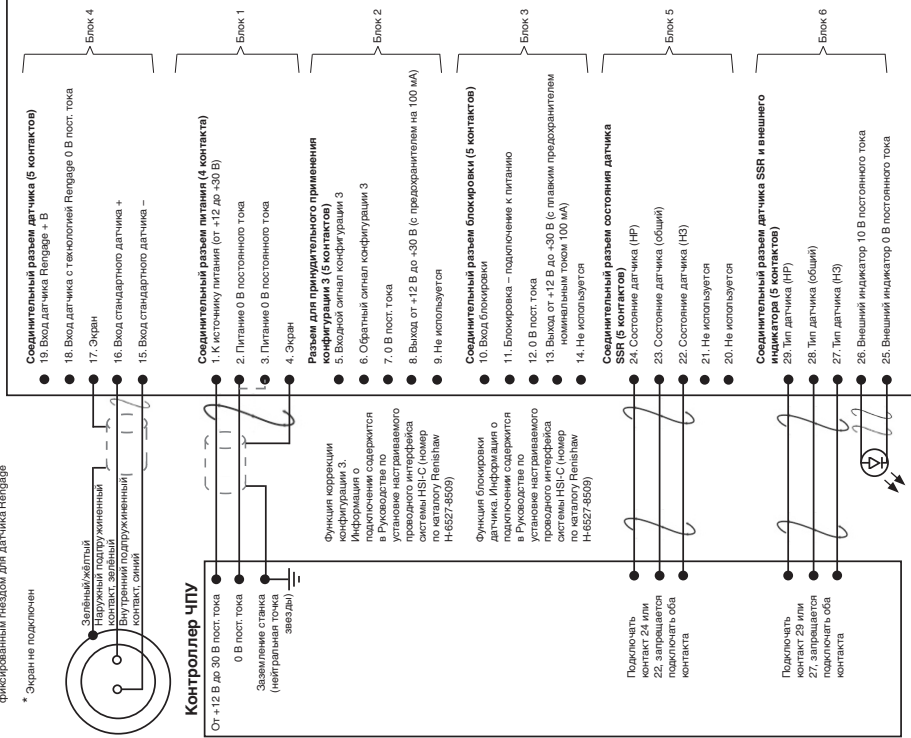 фиксированным гнездом для датчика Rengage
* Экран не подключен
Зелёный/жёлтый
Наружный подпружиненный
контакт, зелёный
Внутренний подпружиненный
контакт, синий
Контроллер ЧПУ
От +12 В до 30 В пост. тока
0 В пост. тока
Заземление станка
(нейтральная точка
звезды)
Подключать
контакт 24 или
22, запрещается
подключать оба
контакта
Подключать
контакт 29 или
27, запрещается
подключать оба
контакта
Функция коррекции
конфигурации 3.
Информация о
подключении содержится
в Руководстве по
установке настраиваемого
проводного интерфейса
системы HSI-C (номер
по каталогу Renishaw
H-6527-8509)
Функция блокировки
датчика. Информация о
подключении содержится
в Руководстве по
установке настраиваемого
проводного интерфейса
системы HSI-C (номер
по каталогу Renishaw
H-6527-8509)
Соединительный разъем датчика (5 контактов)
19. Вход датчика Rengage + В
18. Вход датчика с технологией Rengage 0 В пост. тока
17. Экран
16. Вход стандартного датчика +
15. Вход стандартного датчика –
Блок 4
Соединительный разъем питания (4 контакта)
1. К источнику питания (от +12 до +30 В)
2. Питание 0 В постоянного тока
3. Питание 0 В постоянного тока
4. Экран
Блок 1
Разъем для принудительного применения
конфигурации 3 (5 контактов)
5. Входной сигнал конфигурации 3
6. Обратный сигнал конфигурации 3
7. 0 В пост. тока
8. Выход от +12 В до +30 В (с предохранителем на 100 мА)
9. Не используется
Блок 2
Соединительный разъем блокировки (5 контактов)
10. Вход блокировки
11. Блокировка – подключение к питанию
12. 0 В пост. тока
13. Выход от +12 В до +30 В (с плавким предохранителем
номинальным током 100 мА)
14. Не используется
Блок 3
Соединительный разъем состояния датчика
SSR (5 контактов)
24. Состояние датчика (НР)
23. Состояние датчика (общий)
22. Состояние датчика (НЗ)
21. Не используется
20. Не используется
Блок 5
Соединительный разъем датчика SSR и внешнего
индикатора (5 контактов)
29. Тип датчика (НР)
28. Тип датчика (общий)
27. Тип датчика (НЗ)
26. Внешний индикатор 10 В постоянного тока
25. Внешний индикатор 0 В постоянного тока
Блок 6